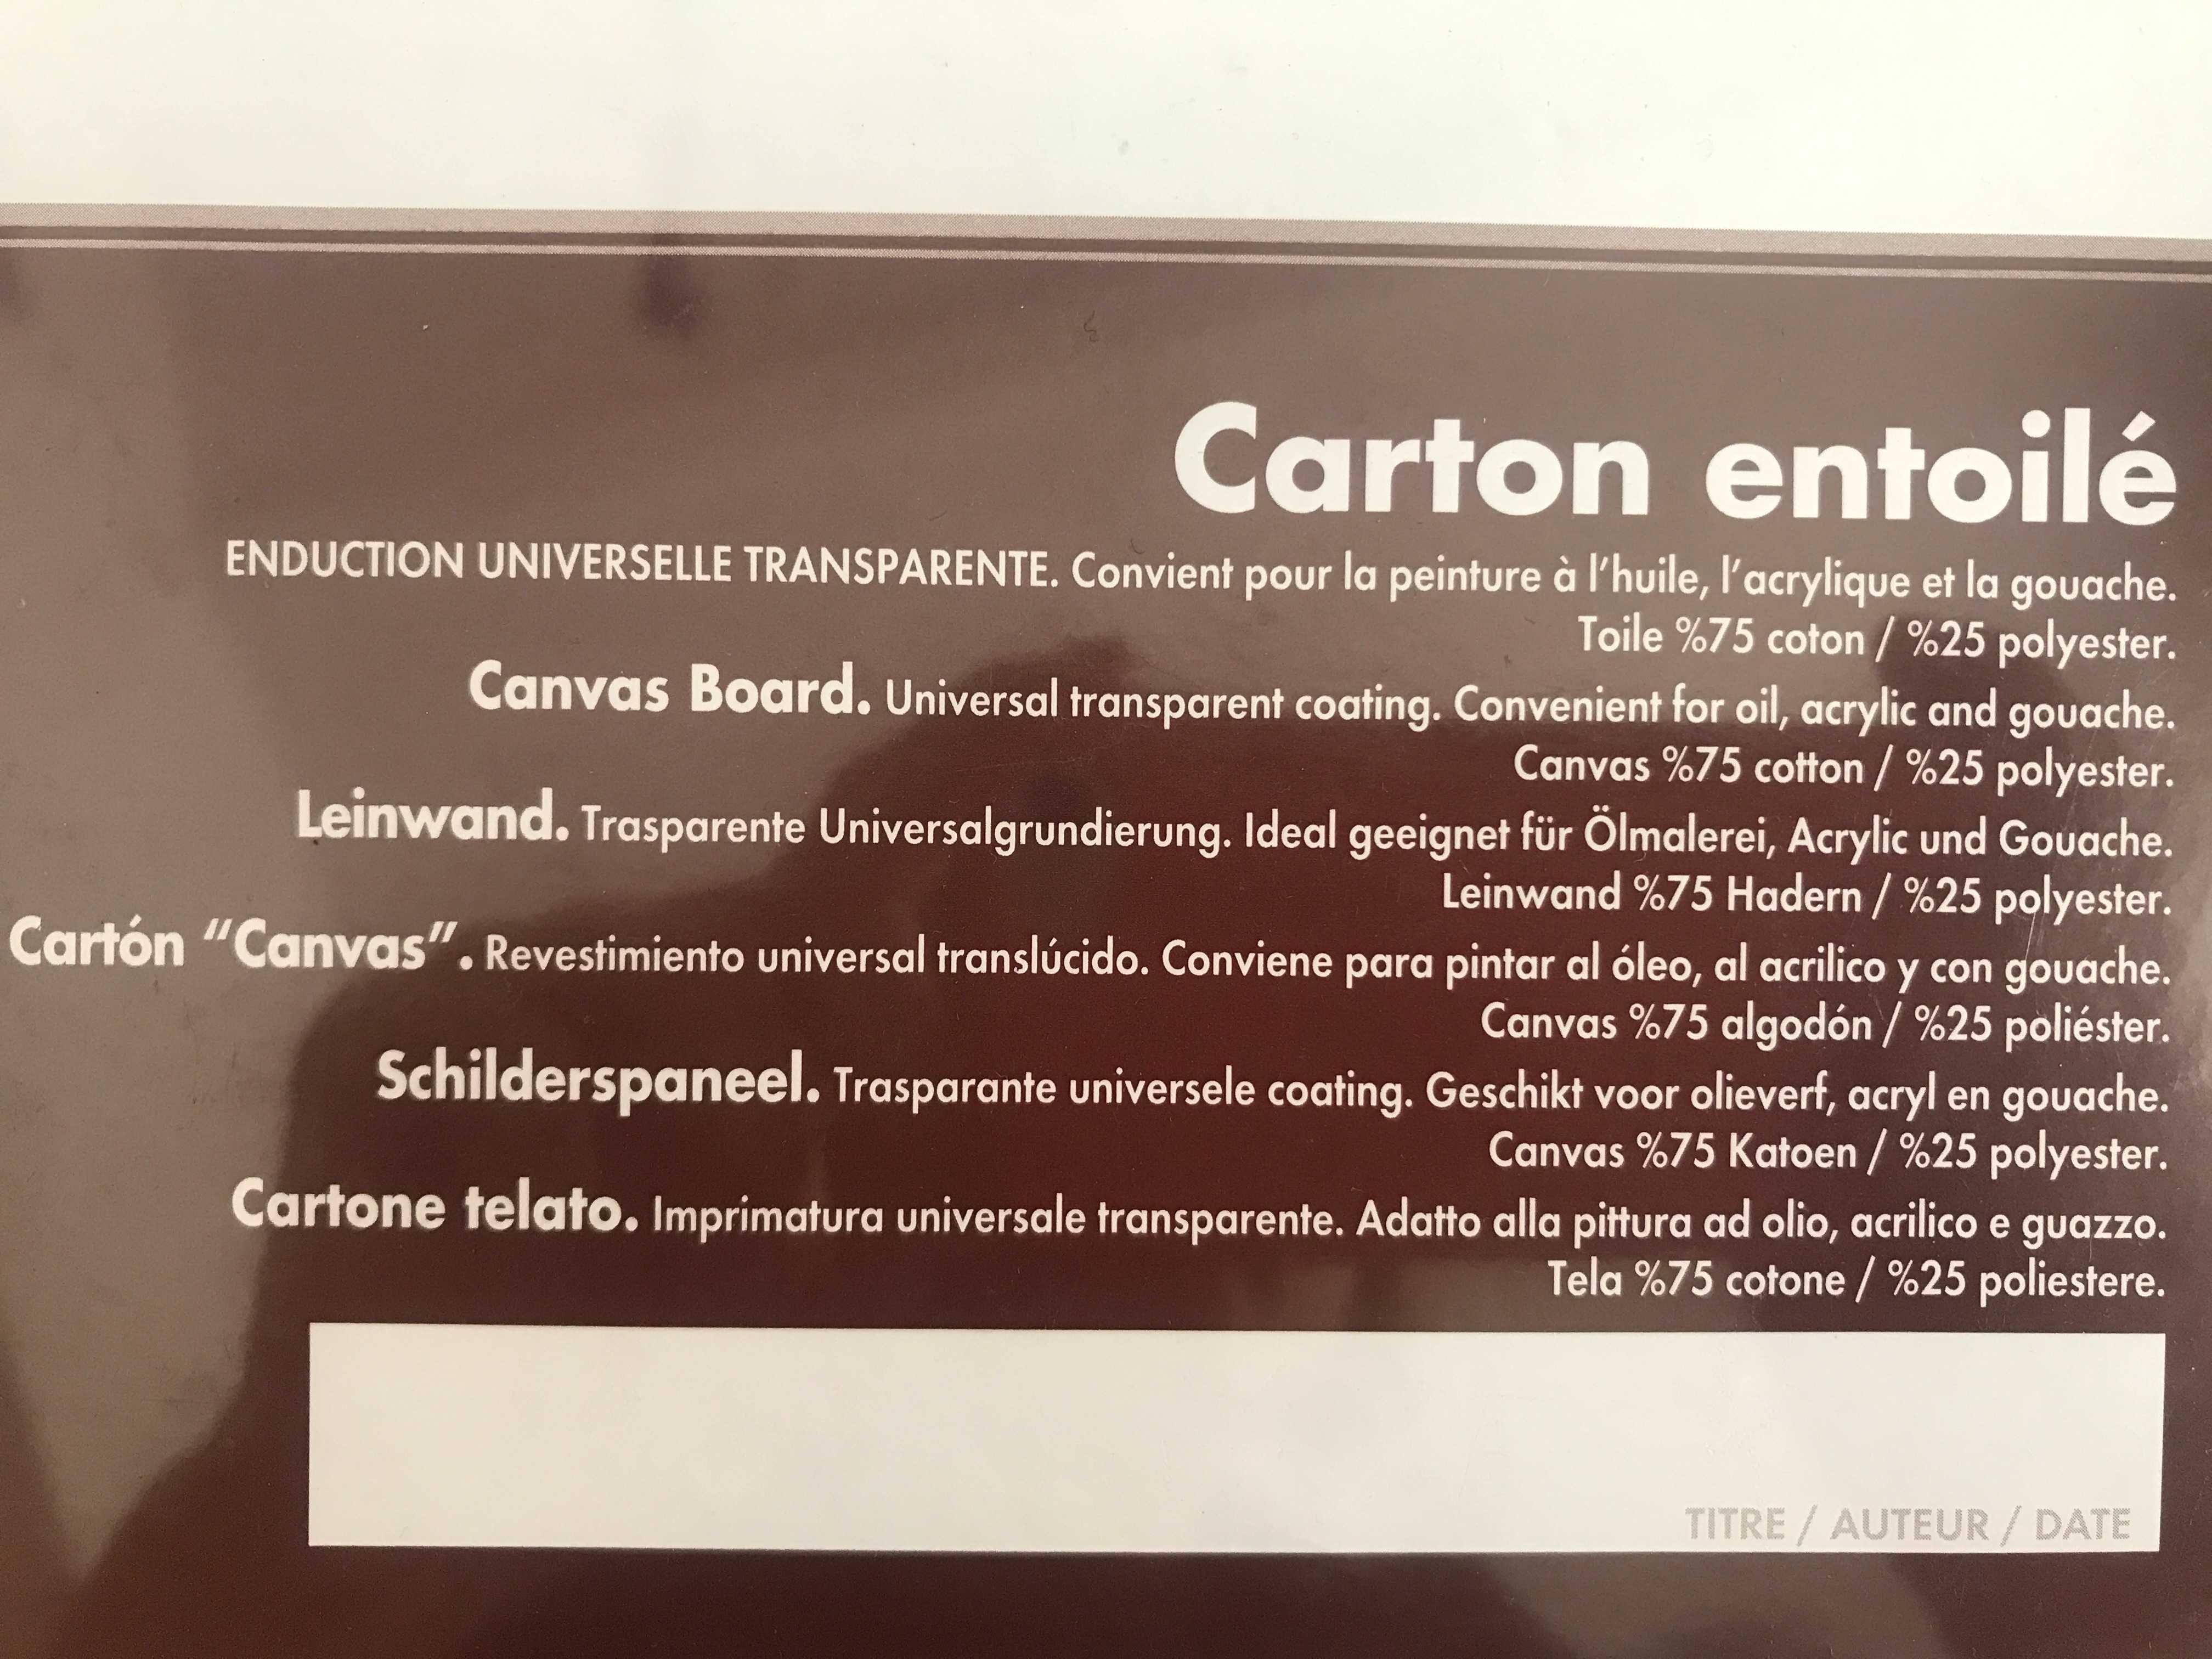 Carton entoilé
ENDUCTION UNIVERSELLE TRANSPARENTE. Convient pour la peinture à l'huile, l'acrylique et la gouache.
Toile %75 coton / %25 polyester.
Canvas Board. Universal transparent coating. Convenient for oil, acrylic and gouache.
Canvas %75 cotton / %25 polyester.
Leinwand. Trasparente Universalgrundierung. Ideal geeignet für Ölmalerei, Acrylic und Gouache.
Leinwand %75 Hadern / %25 polyester.
Cartón “Canvas”. Revestimiento universal translúcido. Conviene para pintar al óleo, al acrilico y con gouache.
Canvas %75 algodón / %25 poliéster.
Schilderspaneel. Trasparante universele coating. Geschikt voor olieverf, acryl en gouache.
Canvas %75 Katoen / %25 polyester.
Cartone telato. Imprimatura universale transparente. Adatto alla pittura ad olio, acrilico e guazzo.
Tela %75 cotone / %25 poliestere.
TITRE / AUTEUR / DATE